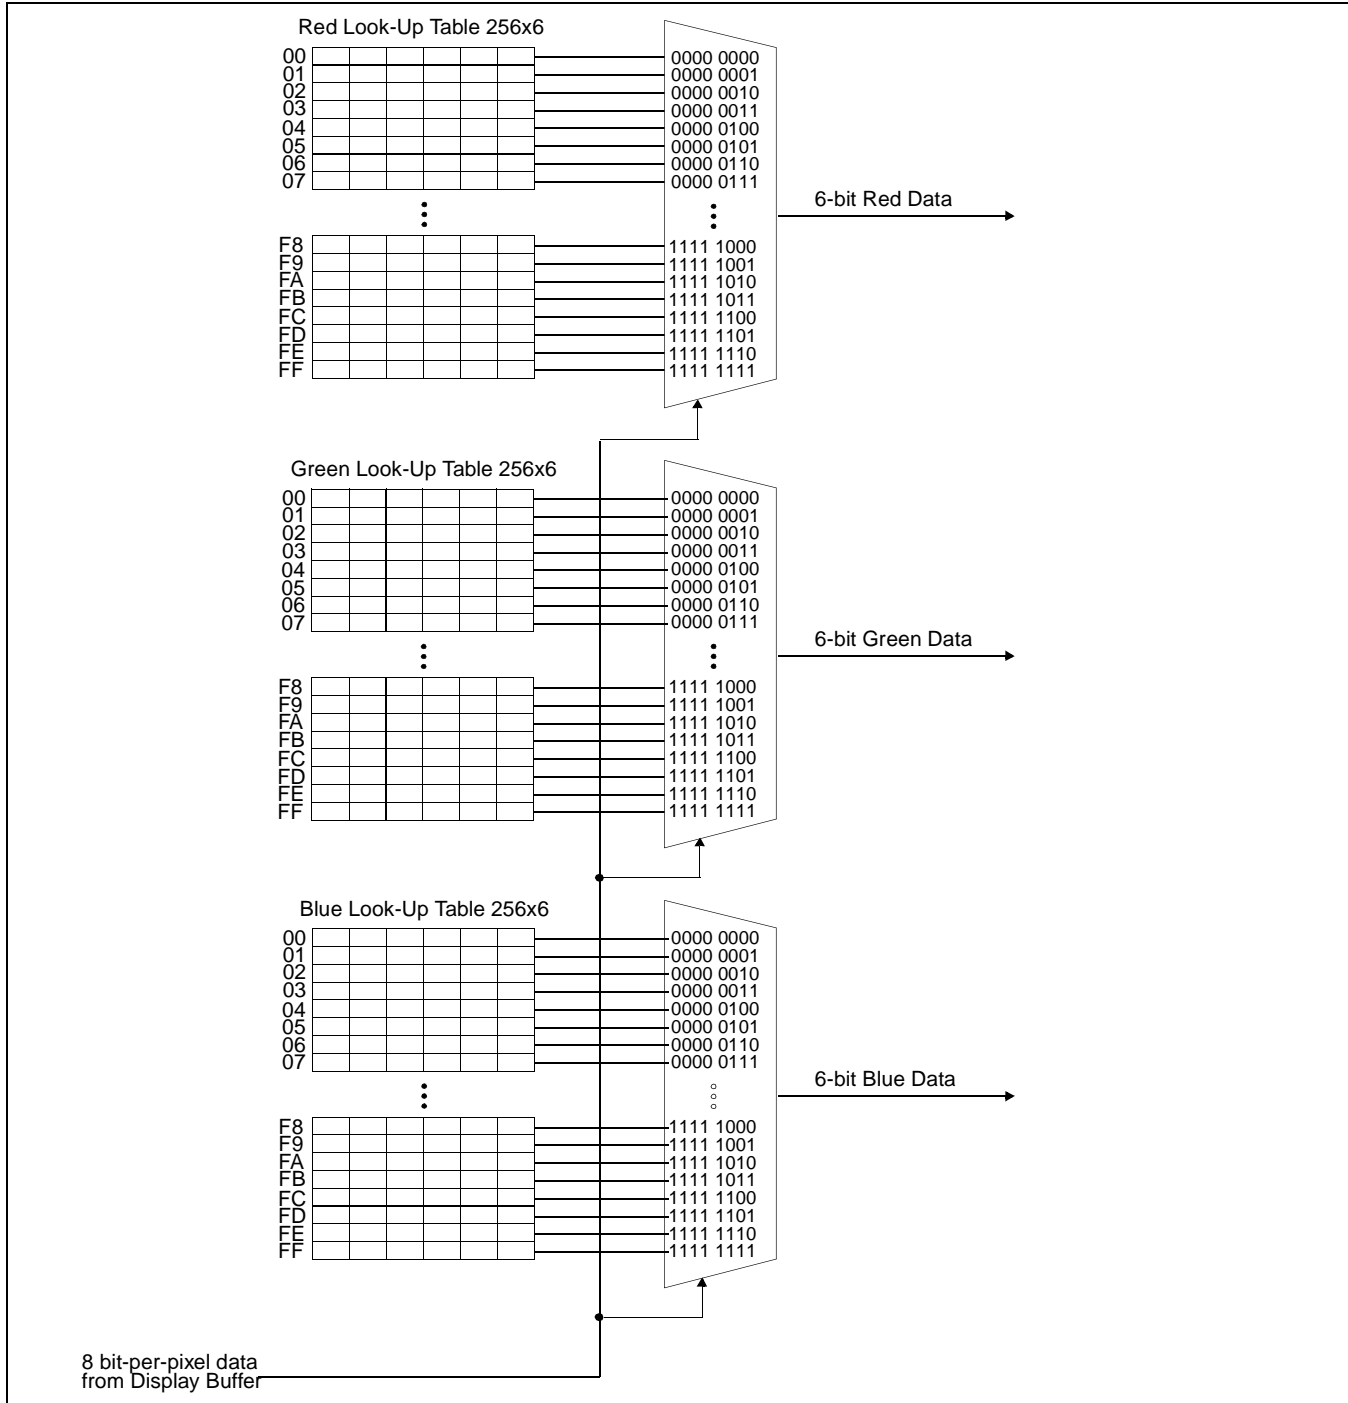 Red Look-Up Table 256x6
00 0000 0000
01 0000 0001
02 0000 0010
03 0000 0011
04 0000 0100
05 0000 0101
06 0000 0110
07 0000 0111
6-bit Red Data
F8 1111 1000
F9 1111 1001
FA 1111 1010
FB 1111 1011
FC 1111 1100
FD 1111 1101
FE 1111 1110
FF 1111 1111
Green Look-Up Table 256x6
00 0000 0000
01 0000 0001
02 0000 0010
03 0000 0011
04 0000 0100
05 0000 0101
06 0000 0110
07 0000 0111
6-bit Green Data
F8 1111 1000
F9 1111 1001
FA 1111 1010
FB 1111 1011
FC 1111 1100
FD 1111 1101
FE 1111 1110
FF 1111 1111
Blue Look-Up Table 256x6
00 0000 0000
01 0000 0001
02 0000 0010
03 0000 0011
04 0000 0100
05 0000 0101
06 0000 0110
07 0000 0111
6-bit Blue Data
F8 1111 1000
F9 1111 1001
FA 1111 1010
FB 1111 1011
FC 1111 1100
FD 1111 1101
FE 1111 1110
FF 1111 1111
8 bit-per-pixel data
from Display Buffer